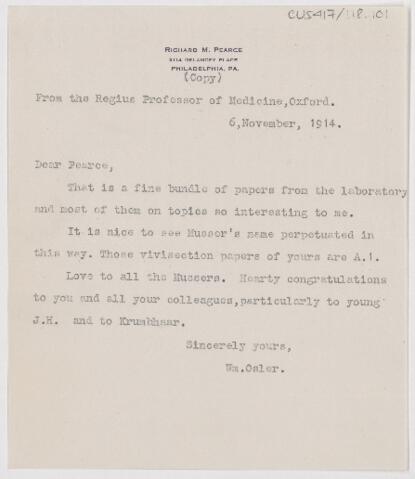 CUS417/118.101
RICHARD M. PEARCE
2114 DELANCEY PLACE
PHILADELPHIA, PA.
(Copy)
From the Regius Professor of Medicine,Oxford.
6,November, 1914.
Dear Pearce,
That is a fine bundle of papers from the laboratory
and most of them on topics so interesting to me.
It is nice to see Musser's name perpetuated in
this way. Those vivisection papers of yours are A.1.
Love to all the Mussers. Hearty congratulations
to you and all your colleagues,particularly to young
J.H. and to Krumbhaar.
Sincerely yours,
Wm.Osler.